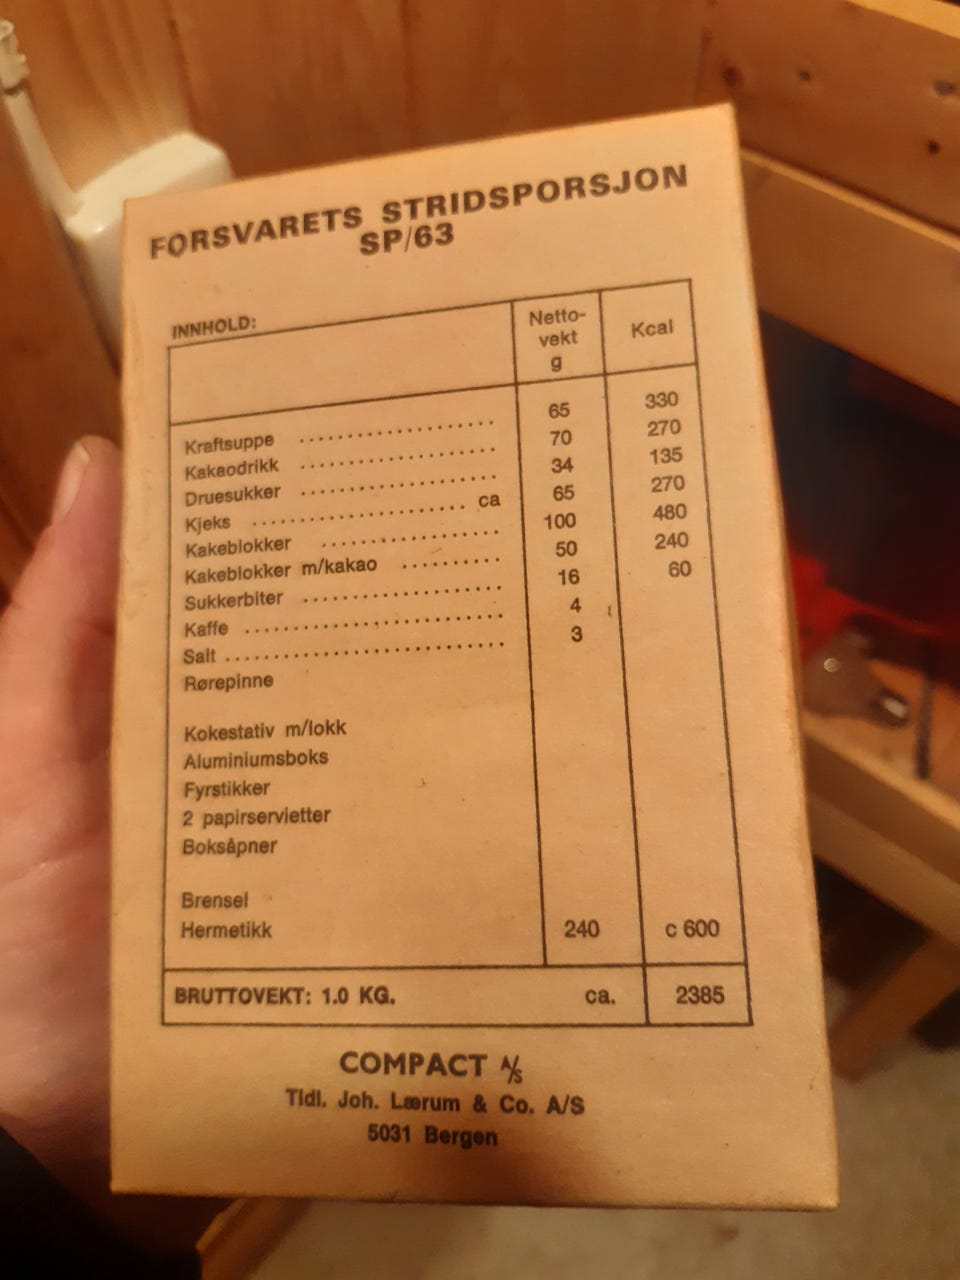 FORSVARETS STRIDSPORSJON
SP/63
INNHOLD:
Netto-
vekt
g
Kcal
Kraftsuppe .................... 65 330
Kakaodrikk .................... 70 270
Druesukker .................... 34 135
Kjeks .................... ca 65 270
Kakeblokker .................... 100 480
Kakeblokker m/kakao .......... 50 240
Sukkerbiter .................... 16 60
Kaffe .................... 4
Salt .................... 3
Rørepinne
Kokestativ m/lokk
Aluminiumsboks
Fyrstikker
2 papirservietter
Boksåpner
Brensel
Hermetikk 240 c 600
BRUTTOVEKT: 1.0 KG. ca. 2385
COMPACT A/S
Tidl. Joh. Lærum & Co. A/S
5031 Bergen